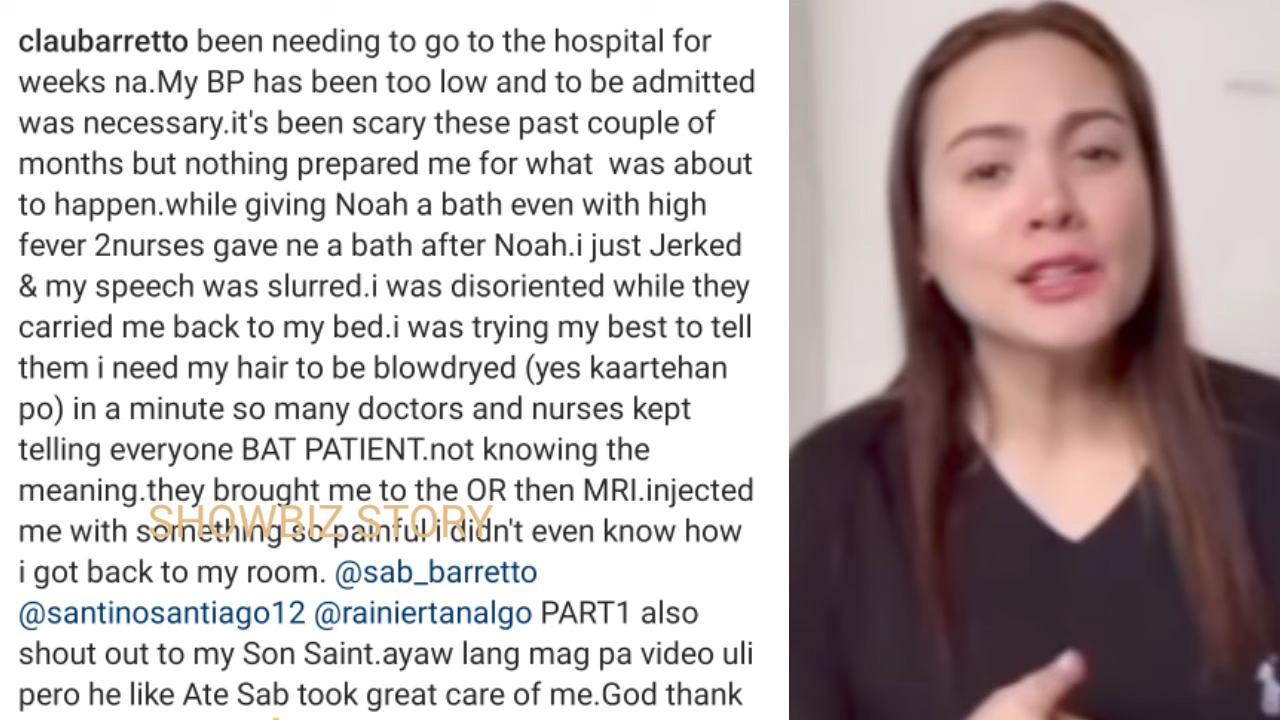 claubarretto been needing to go to the hospital for
weeks na.My BP has been too low and to be admitted
was necessary.it's been scary these past couple of
months but nothing prepared me for what  was about
to happen.while giving Noah a bath even with high
fever 2nurses gave ne a bath after Noah.i just Jerked
& my speech was slurred.i was disoriented while they
carried me back to my bed.i was trying my best to tell
them i need my hair to be blowdryed (yes kaartehan
po) in a minute so many doctors and nurses kept
telling everyone BAT PATIENT.not knowing the
meaning.they brought me to the OR then MRI.injected
me with something so painful i didn't even know how
SHOWBIZ STORY
i got back to my room. @sab_barretto
@santinosantiago12 @rainiertanalgo PART1 also
shout out to my Son Saint.ayaw lang mag pa video uli
pero he like Ate Sab took great care of me.God thank